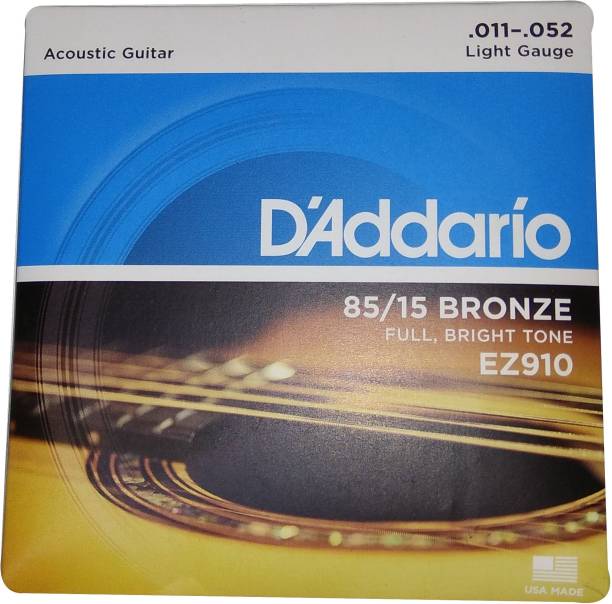 Acoustic Guitar
.011–.052
Light Gauge
D'Addario
85/15 BRONZE
FULL, BRIGHT TONE
EZ910
USA MADE